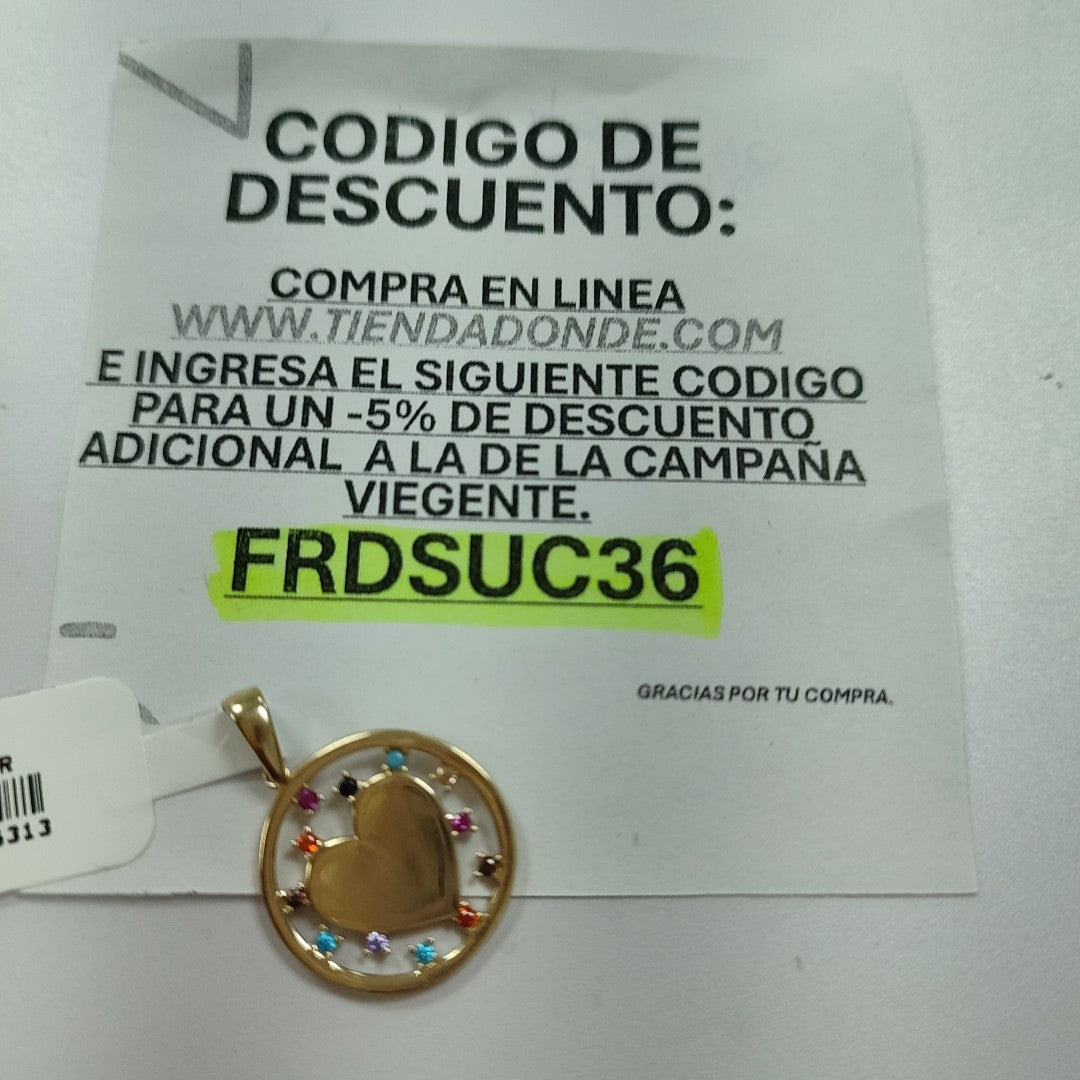 CODIGO DE
DESCUENTO:
COMPRA EN LINEA
WWW.TIENDADONDE.COM
E INGRESA EL SIGUIENTE CODIGO
PARA UN -5% DE DESCUENTO
ADICIONAL A LA DE LA CAMPAÑA
VIEGENTE.
FRDSUC36
GRACIAS POR TU COMPRA.
R
313